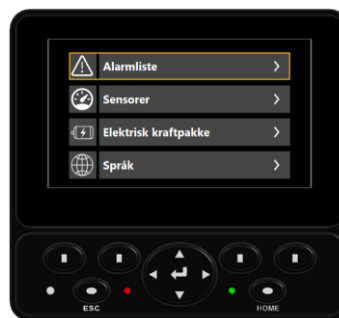 Alarmliste
Sensorer
Elektrisk kraftpakke
Språk
ESC
HOME